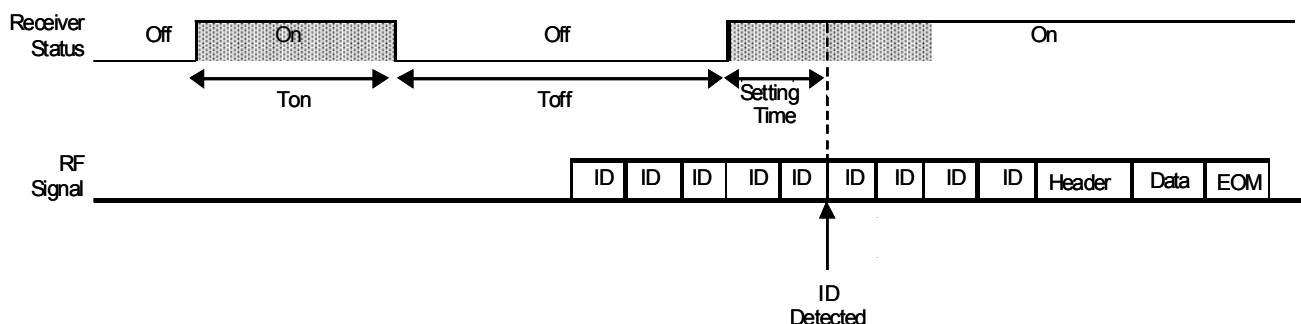 Receiver
Status
Off
On
Off
On
Ton
Toff
Setting
Time
RF
Signal
ID ID ID ID ID ID ID ID ID Header Data EOM
ID
Detected